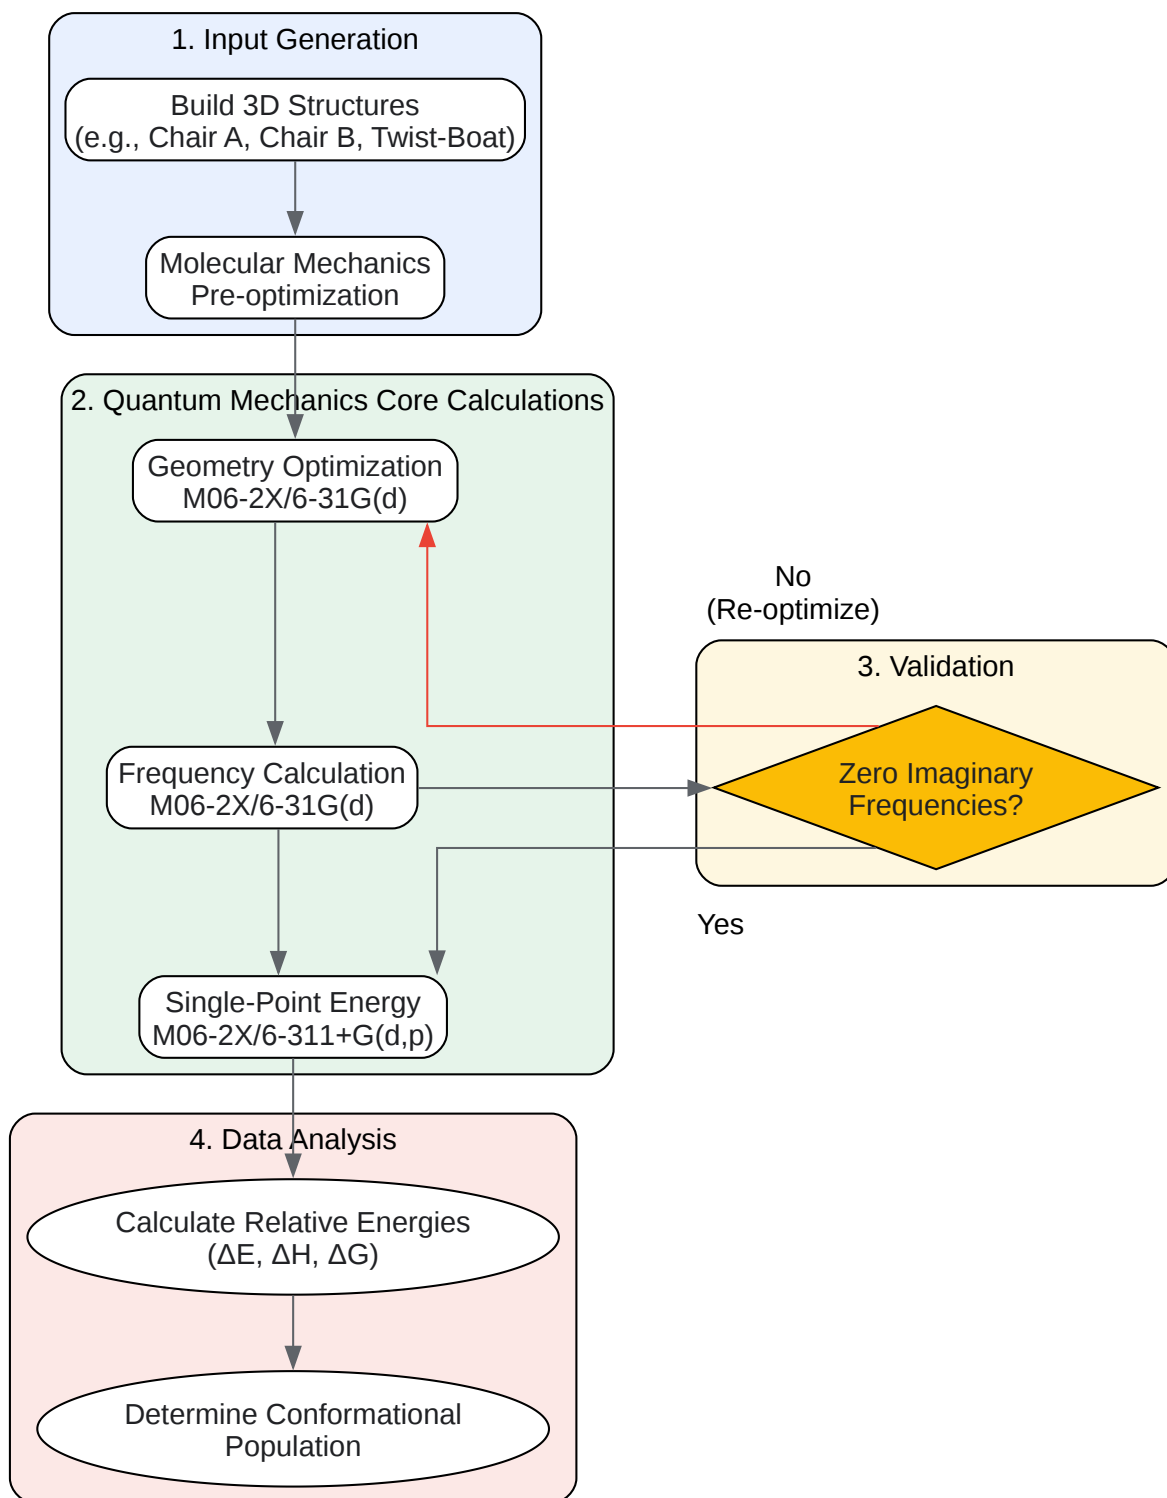 1. Input Generation
Build 3D Structures
(e.g., Chair A, Chair B, Twist-Boat)
Molecular Mechanics
Pre-optimization
2. Quantum Mechanics Core Calculations
Geometry Optimization
M06-2X/6-31G(d)
No
(Re-optimize)
3. Validation
Zero Imaginary
Frequencies?
Frequency Calculation
M06-2X/6-31G(d)
Yes
Single-Point Energy
M06-2X/6-311+G(d,p)
4. Data Analysis
Calculate Relative Energies
(ΔE, ΔH, ΔG)
Determine Conformational
Population